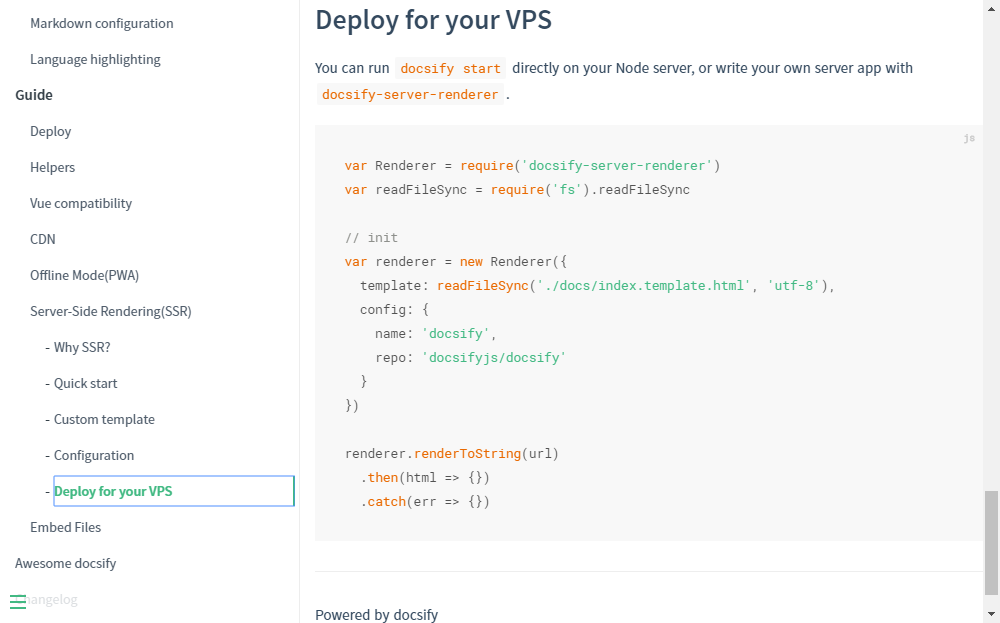 Markdown configuration
Language highlighting
Guide
Deploy
Helpers
Vue compatibility
CDN
Offline Mode(PWA)
Server-Side Rendering(SSR)
- Why SSR?
- Quick start
- Custom template
- Configuration
- Deploy for your VPS
Embed Files
Awesome docsify
Changelog
Deploy for your VPS
You can run docsify start directly on your Node server, or write your own server app with
docsify-server-renderer .
js
var Renderer = require('docsify-server-renderer')
var readFileSync = require('fs').readFileSync
// init
var renderer = new Renderer({
  template: readFileSync('./docs/index.template.html', 'utf-8'),
  config: {
    name: 'docsify',
    repo: 'docsifyjs/docsify'
  }
})
renderer.renderToString(url)
  .then(html => {})
  .catch(err => {})
Powered by docsify